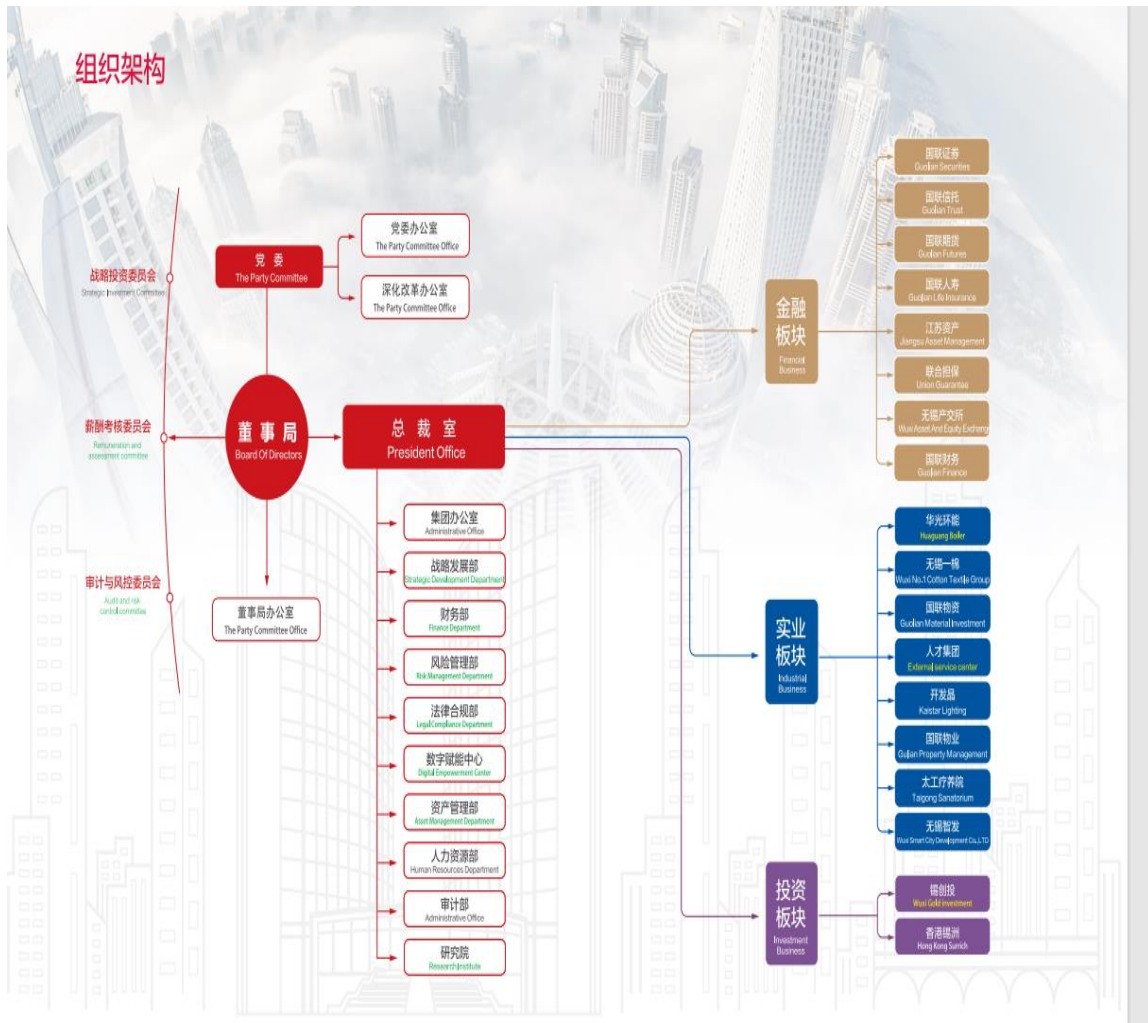 组织架构
战略投资委员会
Strategic Investment Committee
薪酬考核委员会
Remuneration and
assessment committee
审计与风控委员会
Audit and risk
control committee
党 委
The Party Committee
党委办公室
The Party Committee Office
深化改革办公室
The Party Committee Office
董 事 局
Board Of Directors
董事局办公室
The Party Committee Office
总 裁 室
President Office
集团办公室
Administrative Office
战略发展部
Strategic Development Department
财务部
Finance Department
风险管理部
Risk Management Department
法律合规部
Legal Compliance Department
数字赋能中心
Digital Empowerment Center
资产管理部
Asset Management Department
人力资源部
Human Resources Department
审计部
Administrative Office
研究院
Research Institute
金融
板块
Financial
Business
国联证券
Guolian Securities
国联信托
Guolian Trust
国联期货
Guolian Futures
国联人寿
Guolian Life Insurance
江苏资产
Jiangsu Asset Management
联合担保
Union Guarantee
无锡产交所
Wuxi Asset And Equity Exchang
国联财务
Guolian Finance
实业
板块
Industrial
Business
华光环能
Huaguang Boiler
无锡一棉
Wuxi No.1 Cotton Textile Group
国联物资
Guolian Material Investment
人才集团
External service center
开发晶
Kaistar Lighting
国联物业
Gulian Property Management
太工疗养院
Taigong Sanatorium
无锡智发
Wuxi Smart City Development Co.,LTD
投资
板块
Investment
Business
锡创投
Wuxi Gold investment
香港锡洲
Hong Kong Sunrich